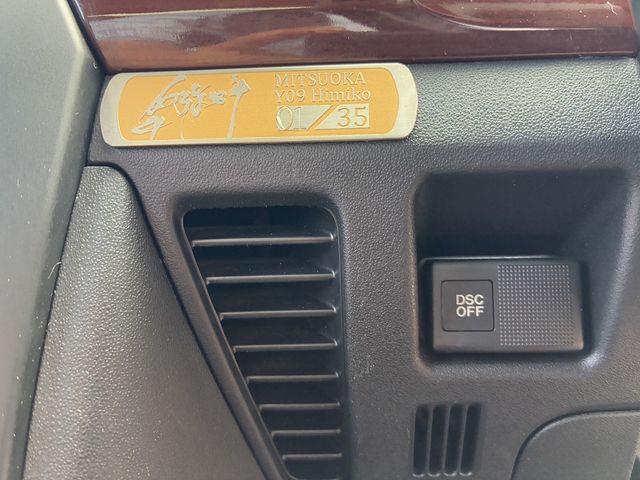 MITSUOKA
Y09 Himiko
01/35
DSC
OFF